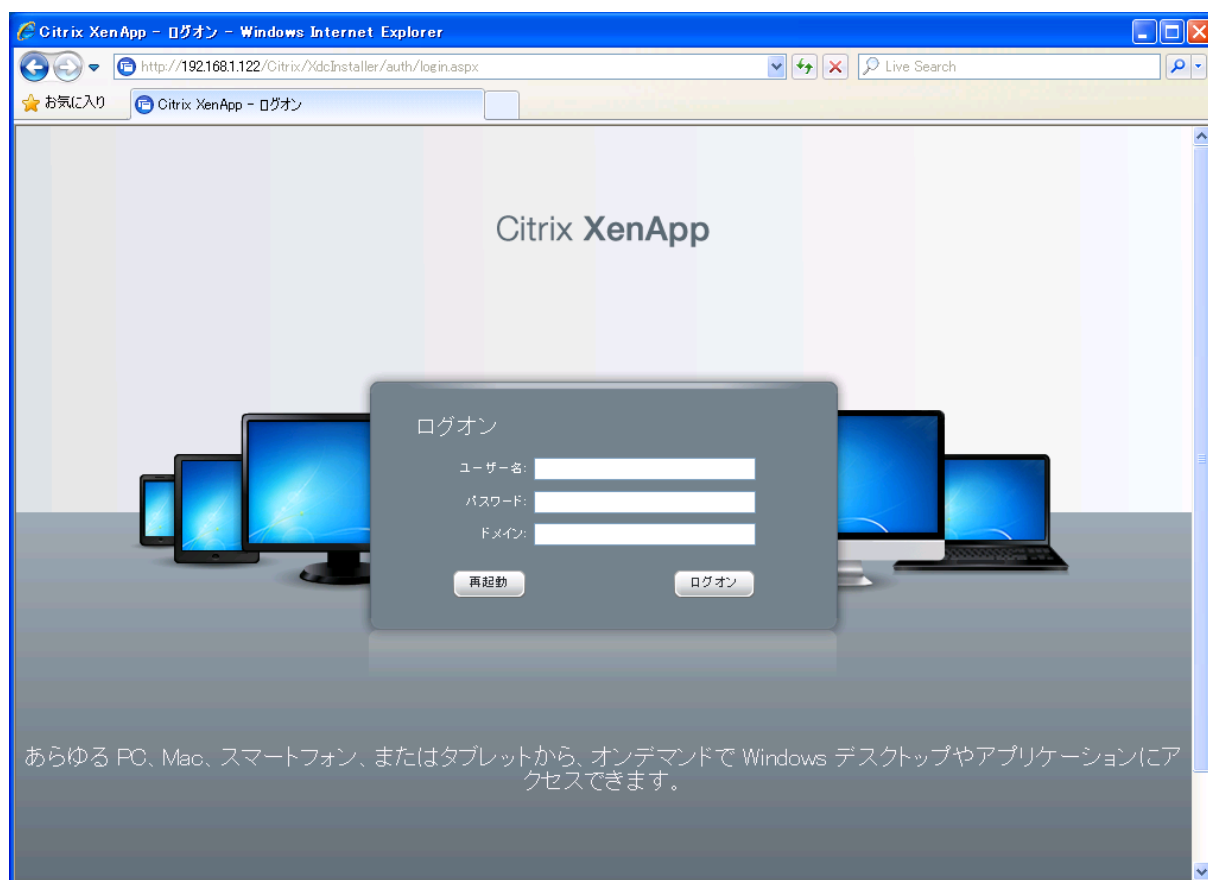 Citrix XenApp - ログオン - Windows Internet Explorer
http://192.168.1.122/Citrix/XdcInstaller/auth/login.aspx
Live Search
お気に入り
Citrix XenApp - ログオン
Citrix XenApp
ログオン
ユーザー名:
パスワード:
ドメイン:
再起動
ログオン
あらゆる PC、Mac、スマートフォン、またはタブレットから、オンデマンドで Windows デスクトップやアプリケーションにア
クセスできます。